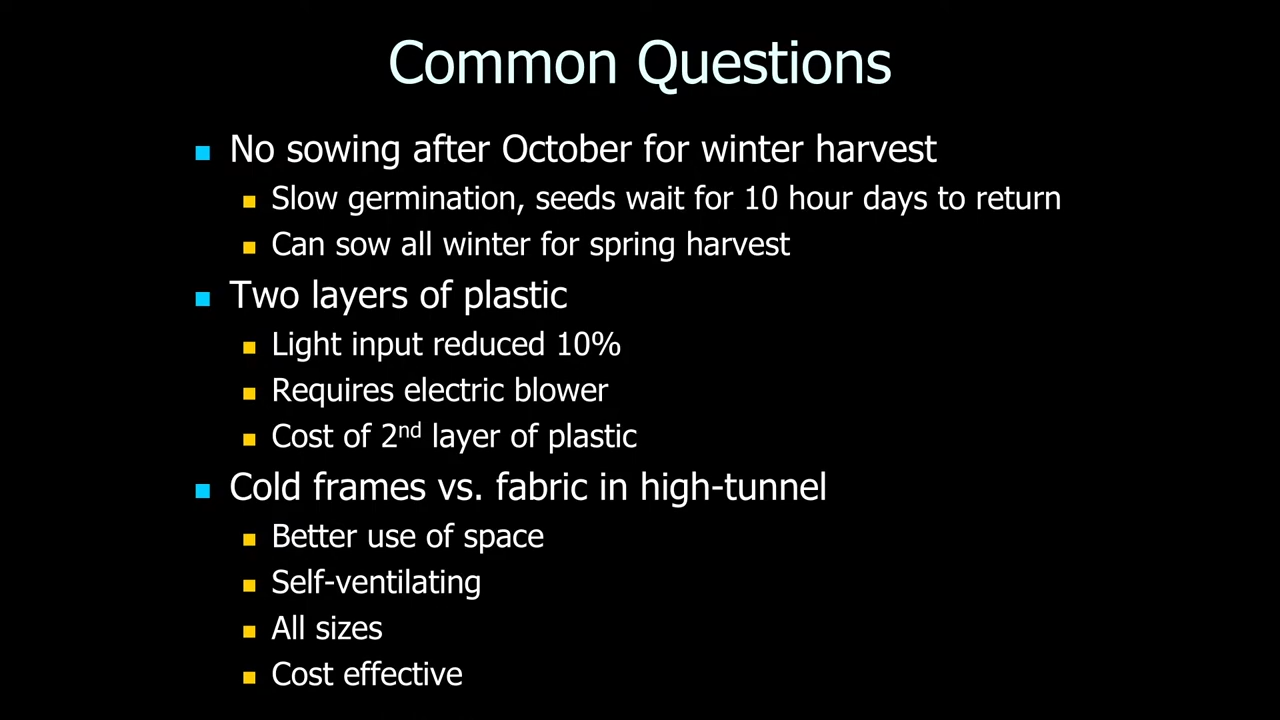 Common Questions
No sowing after October for winter harvest
Slow germination, seeds wait for 10 hour days to return
Can sow all winter for spring harvest
Two layers of plastic
Light input reduced 10%
Requires electric blower
Cost of 2nd layer of plastic
Cold frames vs. fabric in high-tunnel
Better use of space
Self-ventilating
All sizes
Cost effective